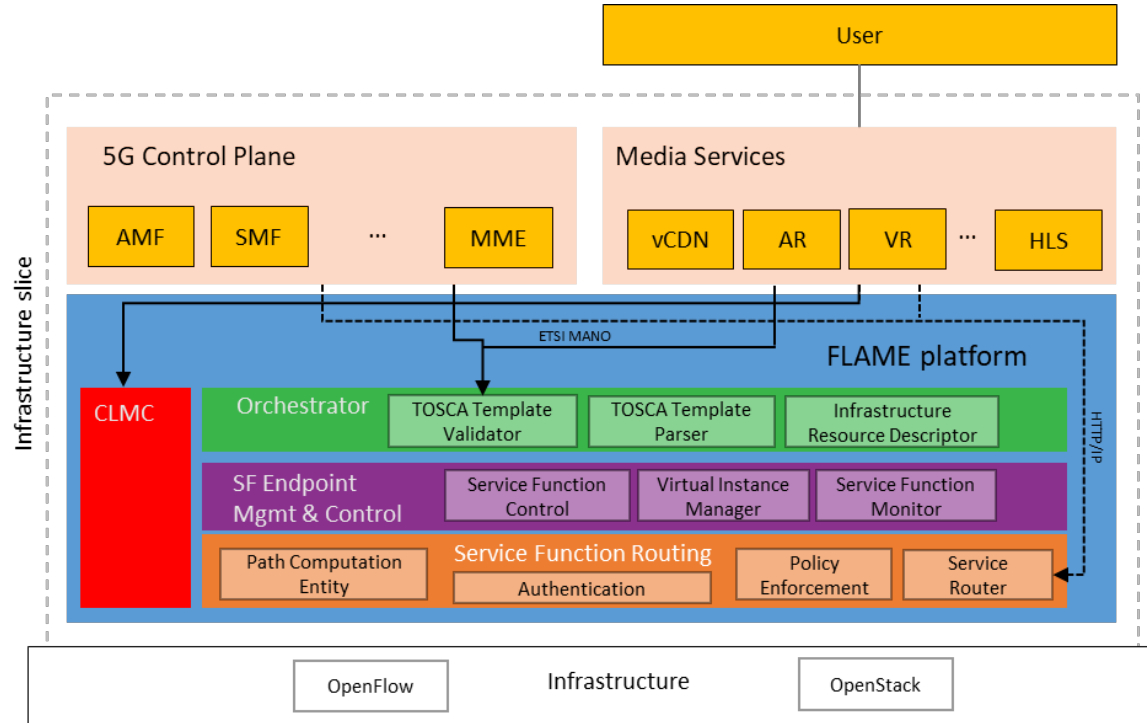 User
Infrastructure slice
5G Control Plane
AMF
SMF
...
MME
Media Services
vCDN
AR
VR
...
HLS
ETSI MANO
FLAME platform
HTTP/IP
CLMC
Orchestrator
TOSCA Template
Validator
TOSCA Template
Parser
Infrastructure
Resource Descriptor
SF Endpoint
Mgmt & Control
Service Function
Control
Virtual Instance
Manager
Service Function
Monitor
Service Function Routing
Path Computation
Entity
Authentication
Policy
Enforcement
Service
Router
OpenFlow
Infrastructure
OpenStack